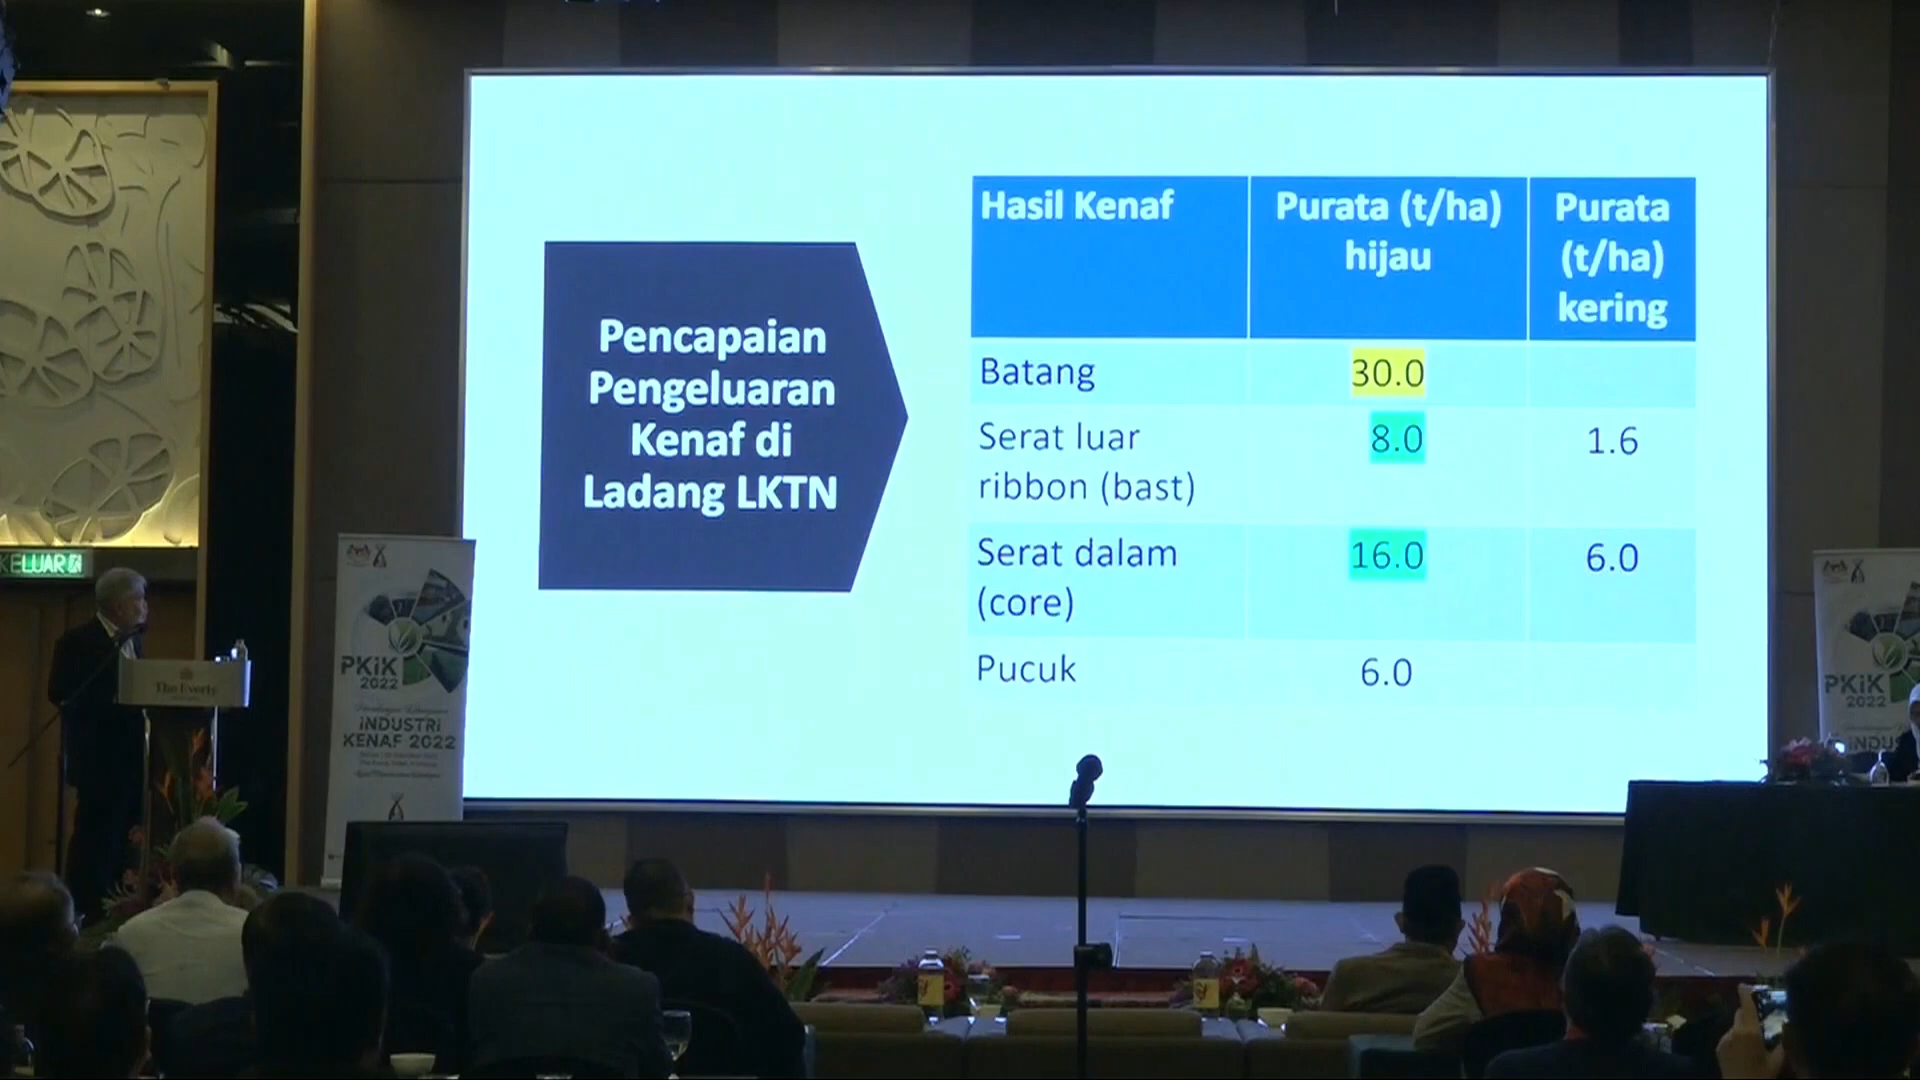 Pencapaian
Pengeluaran
Kenaf di
Ladang LKTN
Hasil Kenaf
Purata (t/ha)
hijau
Purata
(t/ha)
kering
Batang
30.0
Serat luar
ribbon (bast)
8.0
1.6
Serat dalam
(core)
16.0
6.0
Pucuk
6.0
KELUAR
PKiK
2022
iNDUSTRi
KENAF 2022
The Everly
PKiK
2022